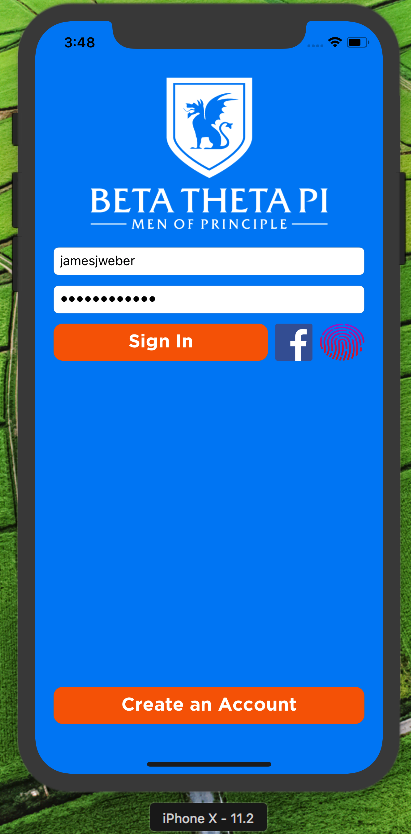 3:48
BETA THETA PI
MEN OF PRINCIPLE
jamesjweber
••••••••••••
Sign In
f
Create an Account
iPhone X - 11.2